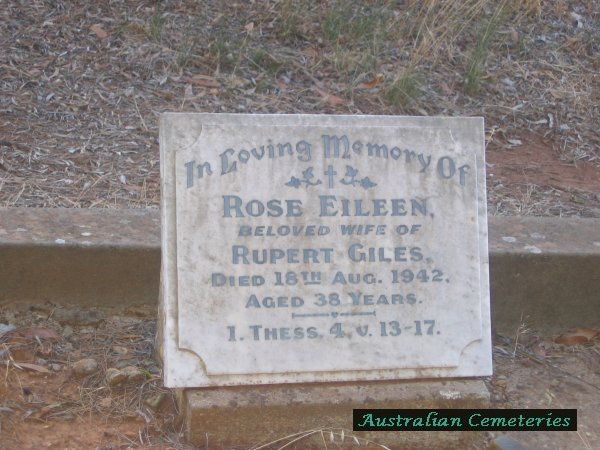 In Loving Memory Of
ROSE EILEEN,
BELOVED WIFE OF
RUPERT GILES,
DIED 18TH AUG. 1942,
AGED 38 YEARS.
1. THESS. 4. V. 13-17.
Australian Cemeteries